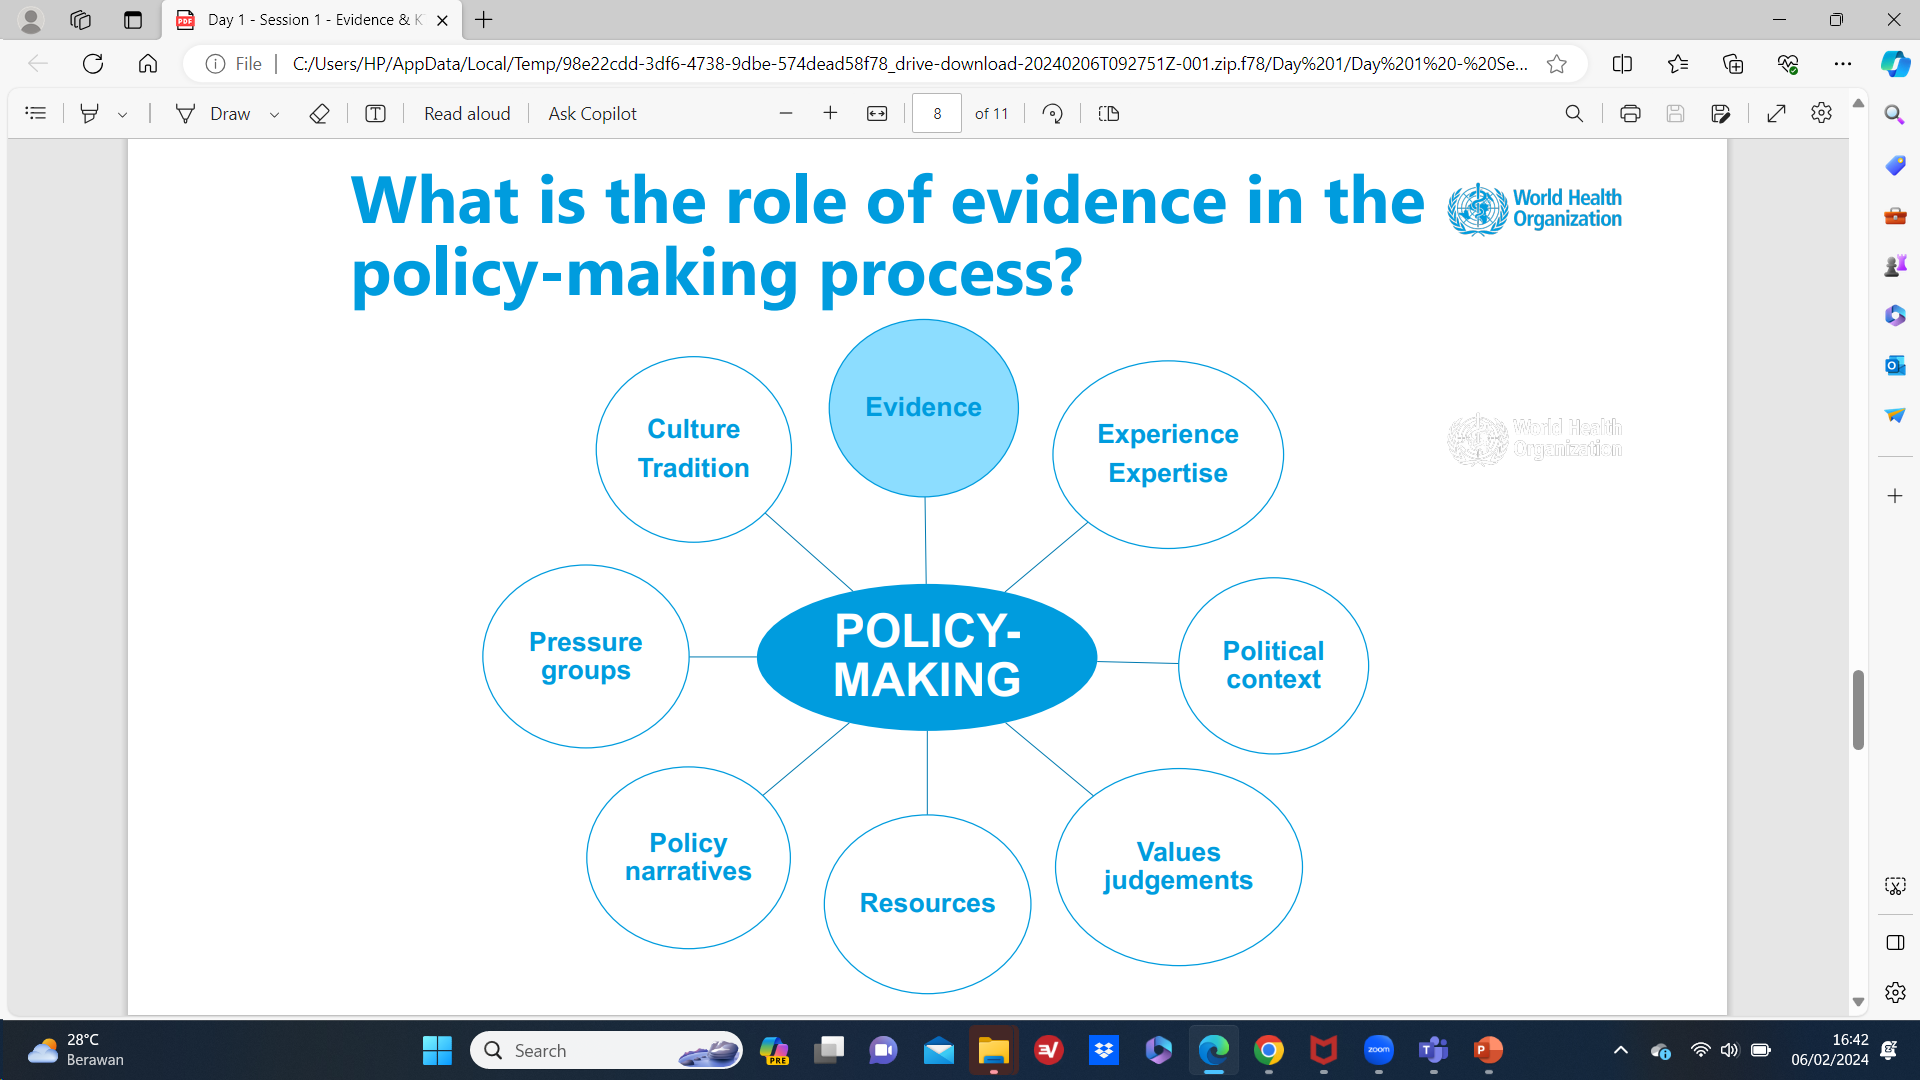 Day 1 - Session 1 - Evidence & K
File
C:/Users/HP/AppData/Local/Temp/98e22cdd-3df6-4738-9dbe-574dead58f78_drive-download-20240206T092751Z-001.zip.f78/Day%201/Day%201%20-%20Se...
Draw
Read aloud
Ask Copilot
8
of 11
What is the role of evidence in the
policy-making process?
World Health
Organization
Evidence
Culture
Tradition
Experience
Expertise
World Health
Organization
Pressure
groups
POLICY-
MAKING
Political
context
Policy
narratives
Resources
Values
judgements
28°C
Berawan
Search
PRE
zoom
16:42
06/02/2024